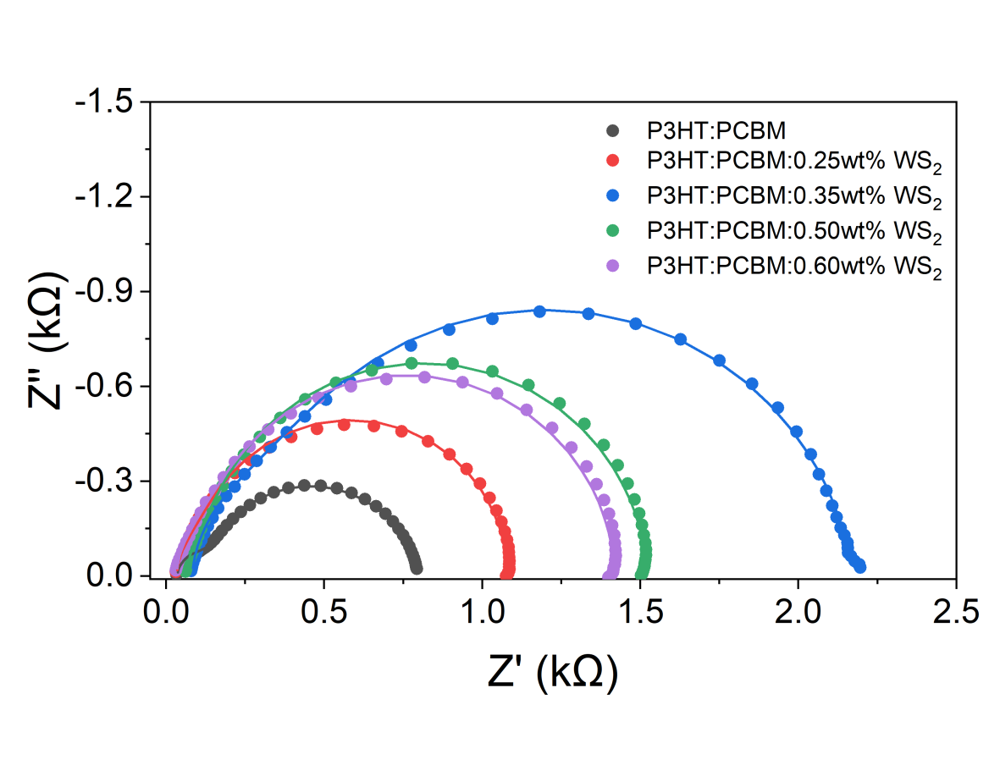 -1.5
-1.2
-0.9
-0.6
-0.3
0.0
Z'' (kΩ)
P3HT:PCBM
P3HT:PCBM:0.25wt% WS₂
P3HT:PCBM:0.35wt% WS₂
P3HT:PCBM:0.50wt% WS₂
P3HT:PCBM:0.60wt% WS₂
0.0 0.5 1.0 1.5 2.0 2.5
Z' (kΩ)